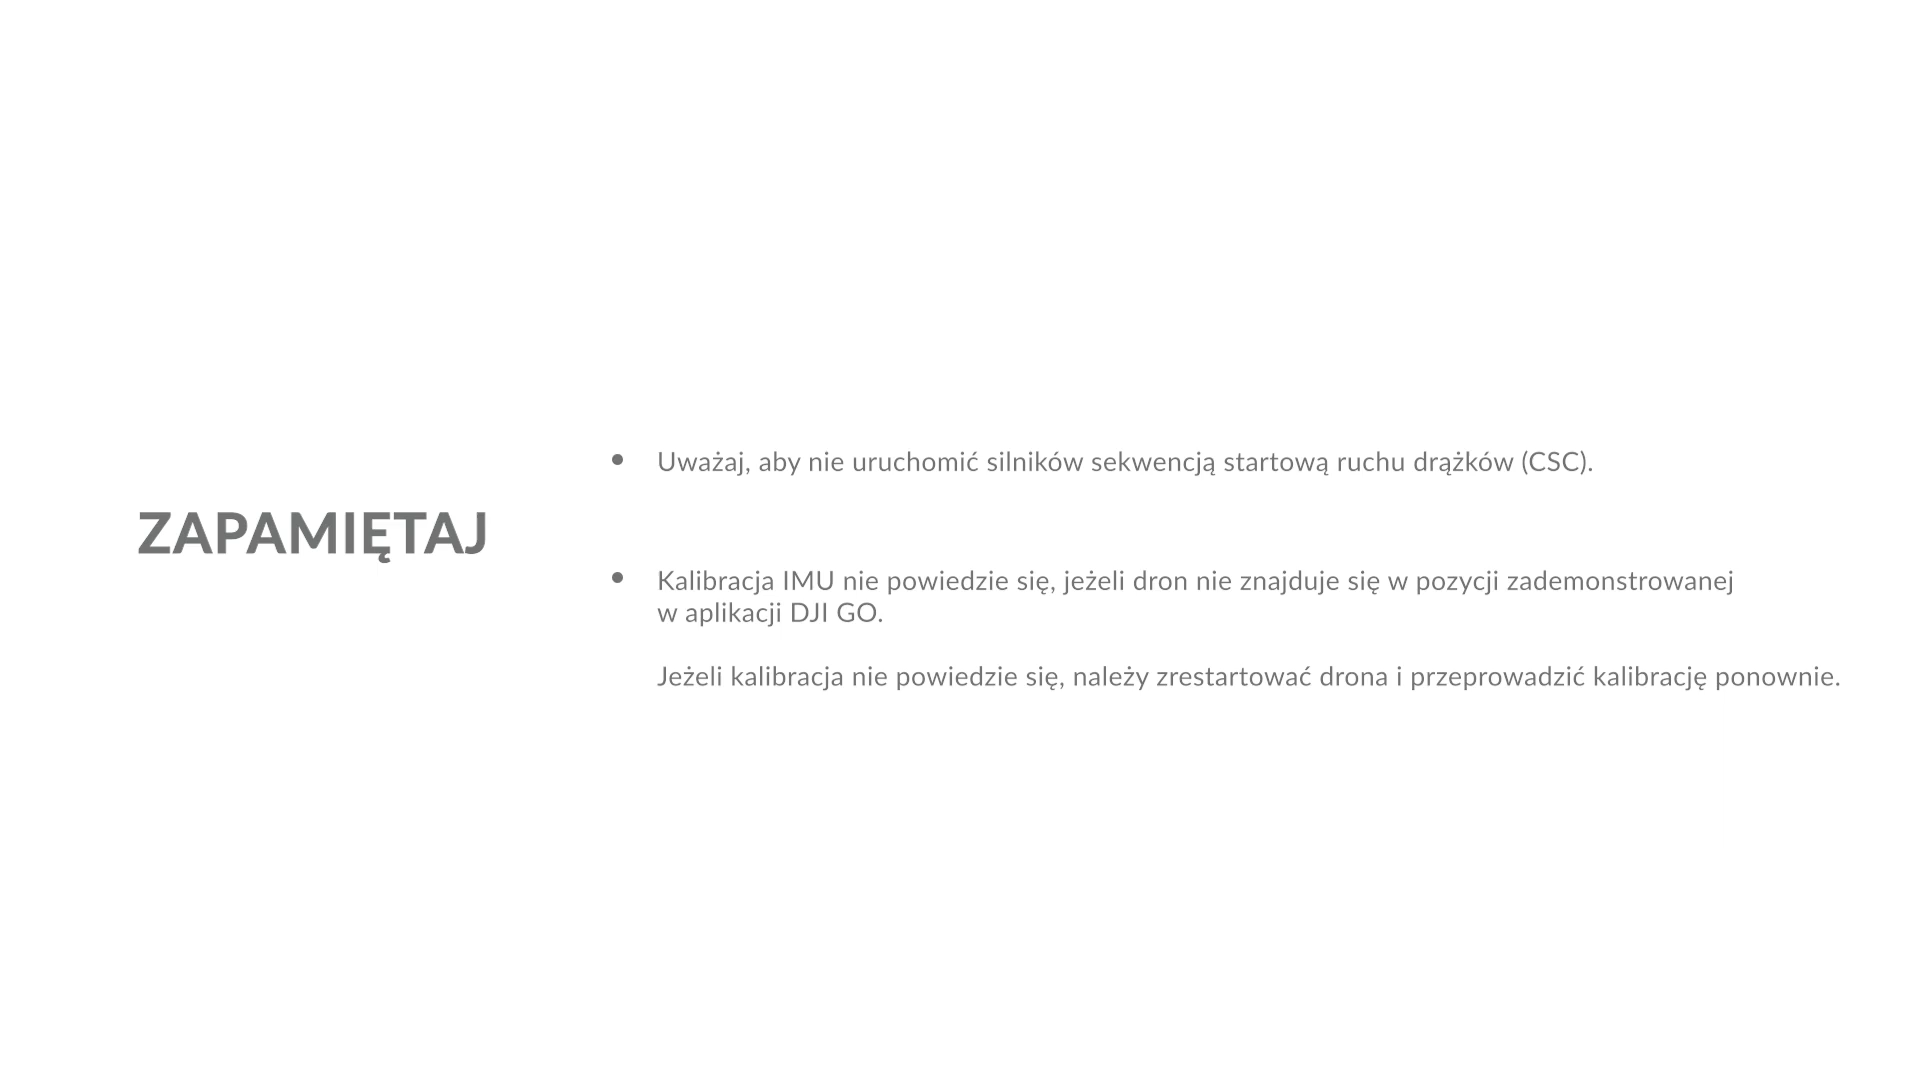 ZAPAMIĘTAJ
• Uważaj, aby nie uruchomić silników sekwencją startową ruchu drążków (CSC).
• Kalibracja IMU nie powiedzie się, jeżeli dron nie znajduje się w pozycji zademonstrowanej
w aplikacji DJI GO.
Jeżeli kalibracja nie powiedzie się, należy zrestartować drona i przeprowadzić kalibrację ponownie.